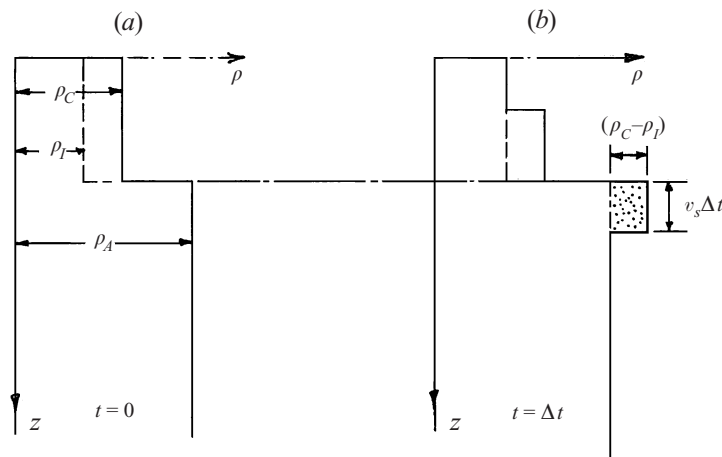 (a)
(b)
ρ
ρ
ρ_C
(ρ_C–ρ_I)
ρ_I
v_sΔt
ρ_A
t = 0
t = Δt
z
z